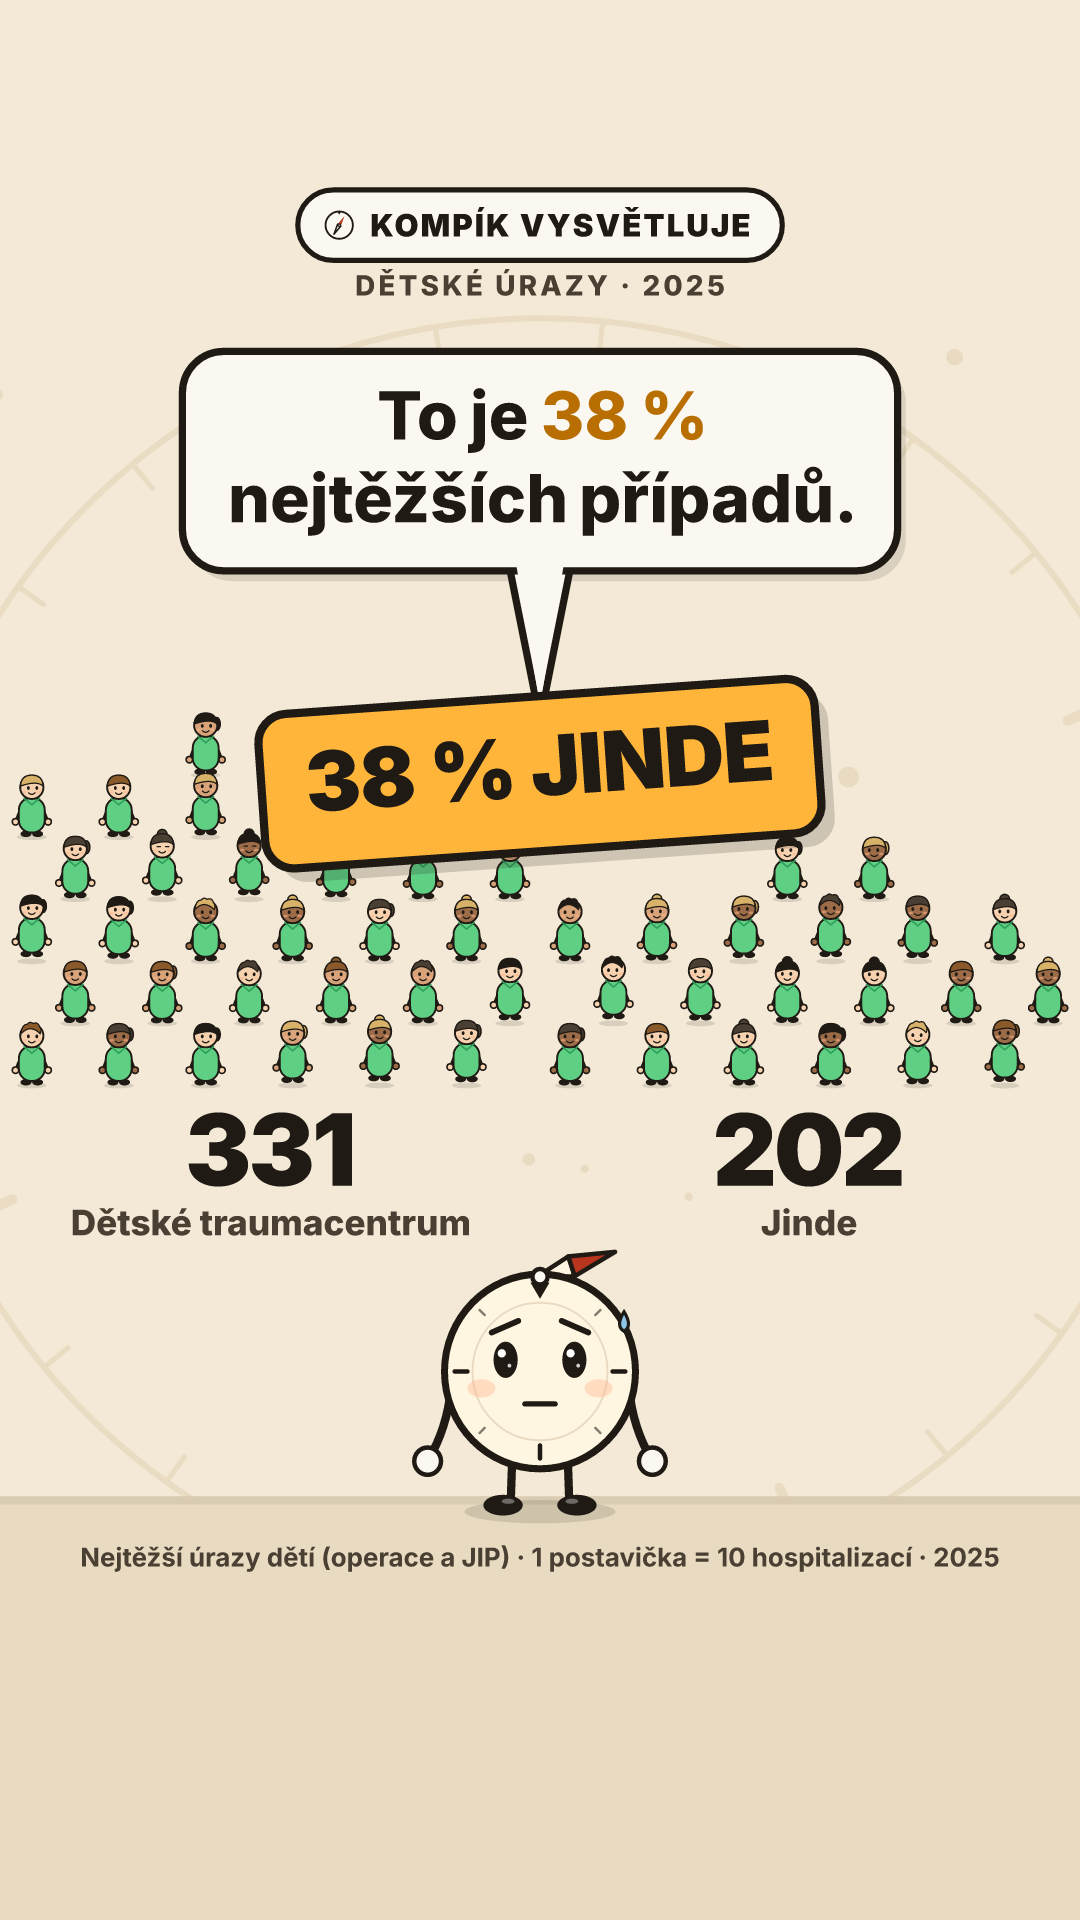 KOMPÍK VYSVĚTLUJE
DĚTSKÉ ÚRAZY · 2025
To je 38 %
nejtěžších případů.
38 % JINDE
331
202
Dětské traumacentrum
Jinde
Nejtěžší úrazy dětí (operace a JIP) · 1 postavička = 10 hospitalizací · 2025